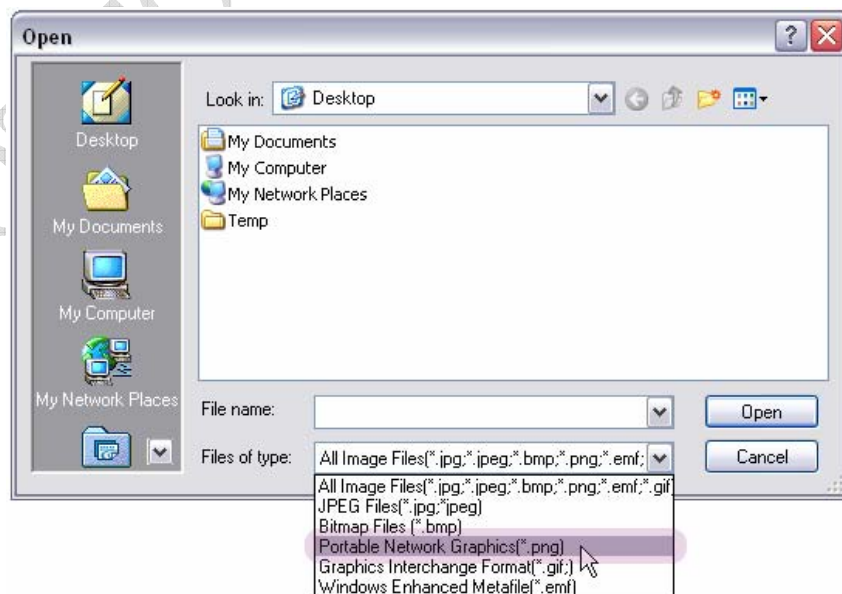 Open
Look in: Desktop
Desktop
My Documents
My Computer
My Network Places
My Documents
My Computer
My Network Places
Temp
File name:
Open
Files of type: All Image Files(*.jpg;*.jpeg;*.bmp;*.png;*.emf;
Cancel
All Image Files(*.jpg;*.jpeg;*.bmp;*.png;*.emf;*.gif
JPEG Files(*.jpg;*jpeg)
Bitmap Files (*.bmp)
Portable Network Graphics(*.png)
Graphics Interchange Format(*.gif;)
Windows Enhanced Metafile(*.emf)